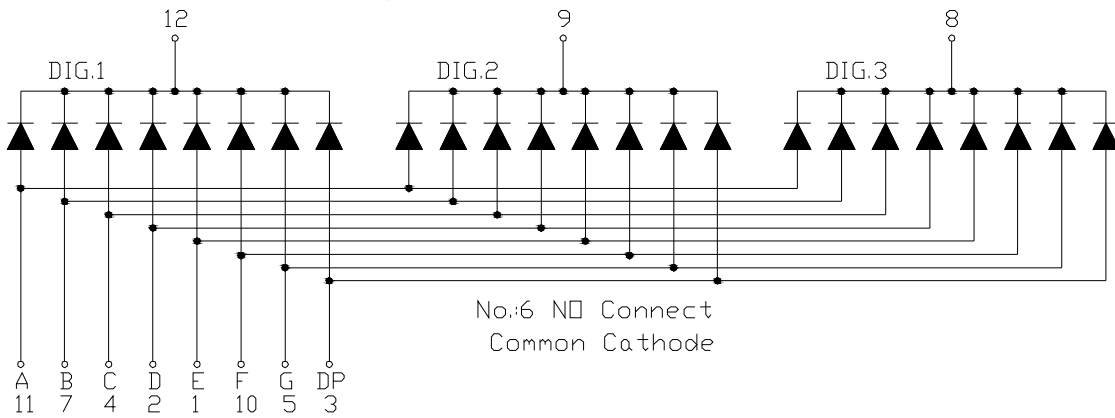 12 9 8
DIG.1 DIG.2 DIG.3
No.:6 NO Connect
Common Cathode
A B C D E F G DP
11 7 4 2 1 10 5 3